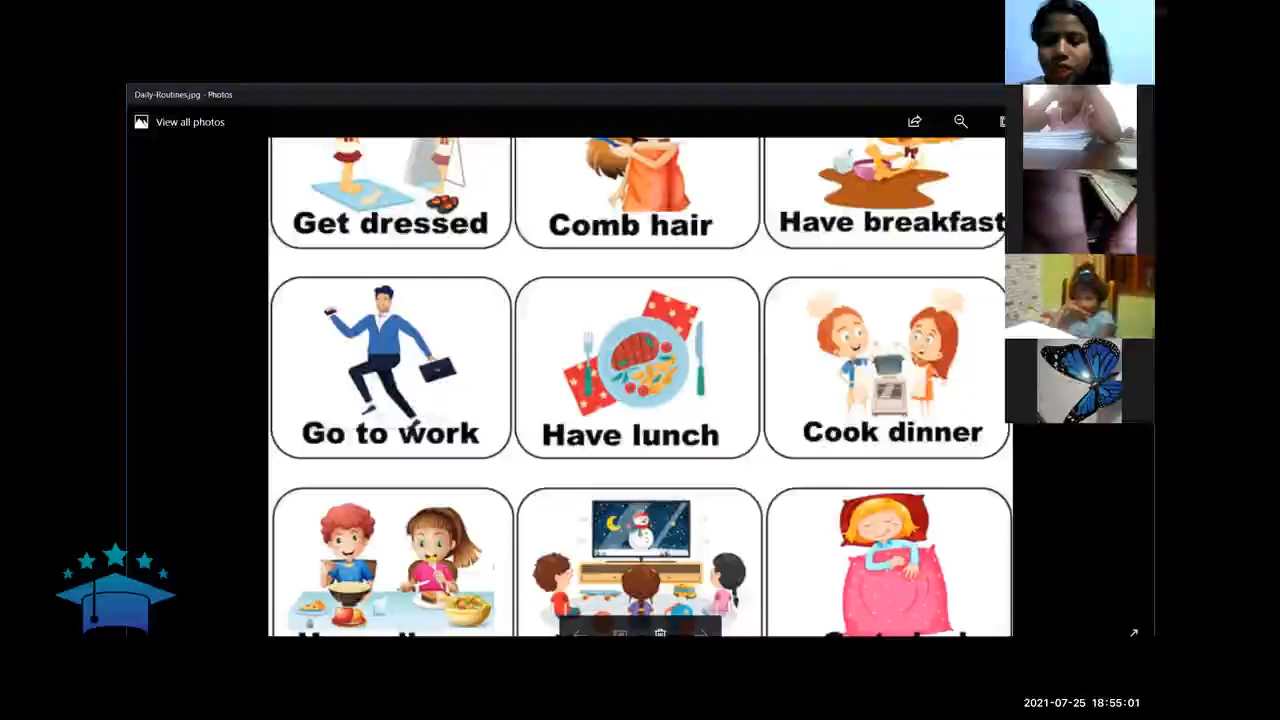 Daily-Routines.jpg - Photos
View all photos
Get dressed
Comb hair
Have breakfast
Go to work
Have lunch
Cook dinner
2021-07-25 18:55:01